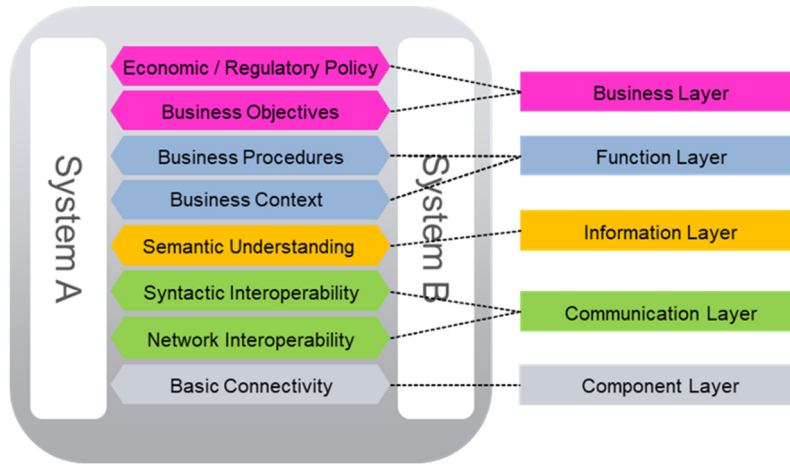 System A
Economic / Regulatory Policy
Business Objectives
Business Procedures
Business Context
Semantic Understanding
Syntactic Interoperability
Network Interoperability
Basic Connectivity
System B
Business Layer
Function Layer
Information Layer
Communication Layer
Component Layer